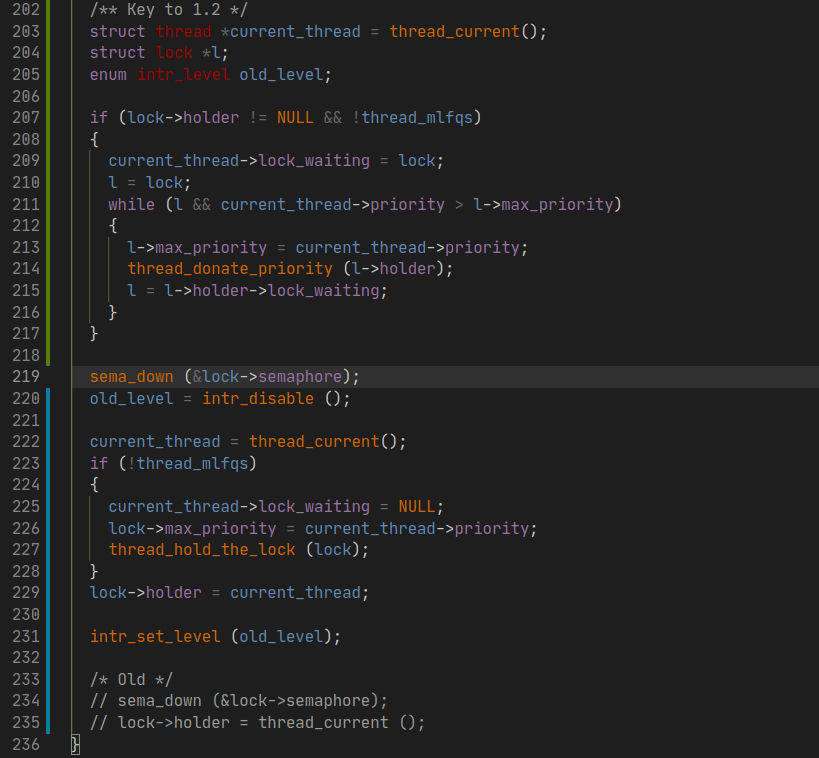 202 /** Key to 1.2 */
203 struct thread *current_thread = thread_current();
204 struct lock *l;
205 enum intr_level old_level;
206
207 if (lock->holder != NULL && !thread_mlfqs)
208 {
209 current_thread->lock_waiting = lock;
210 l = lock;
211 while (l && current_thread->priority > l->max_priority)
212 {
213 l->max_priority = current_thread->priority;
214 thread_donate_priority (l->holder);
215 l = l->holder->lock_waiting;
216 }
217 }
218
219 sema_down (&lock->semaphore);
220 old_level = intr_disable ();
221
222 current_thread = thread_current();
223 if (!thread_mlfqs)
224 {
225 current_thread->lock_waiting = NULL;
226 lock->max_priority = current_thread->priority;
227 thread_hold_the_lock (lock);
228 }
229 lock->holder = current_thread;
230
231 intr_set_level (old_level);
232
233 /* Old */
234 // sema_down (&lock->semaphore);
235 // lock->holder = thread_current ();
236 }